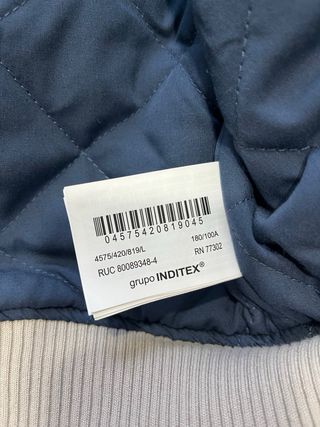 04575420819045
4575/420/819/L 180/100A
RUC 80089348-4 RN 77302
grupo INDITEX®